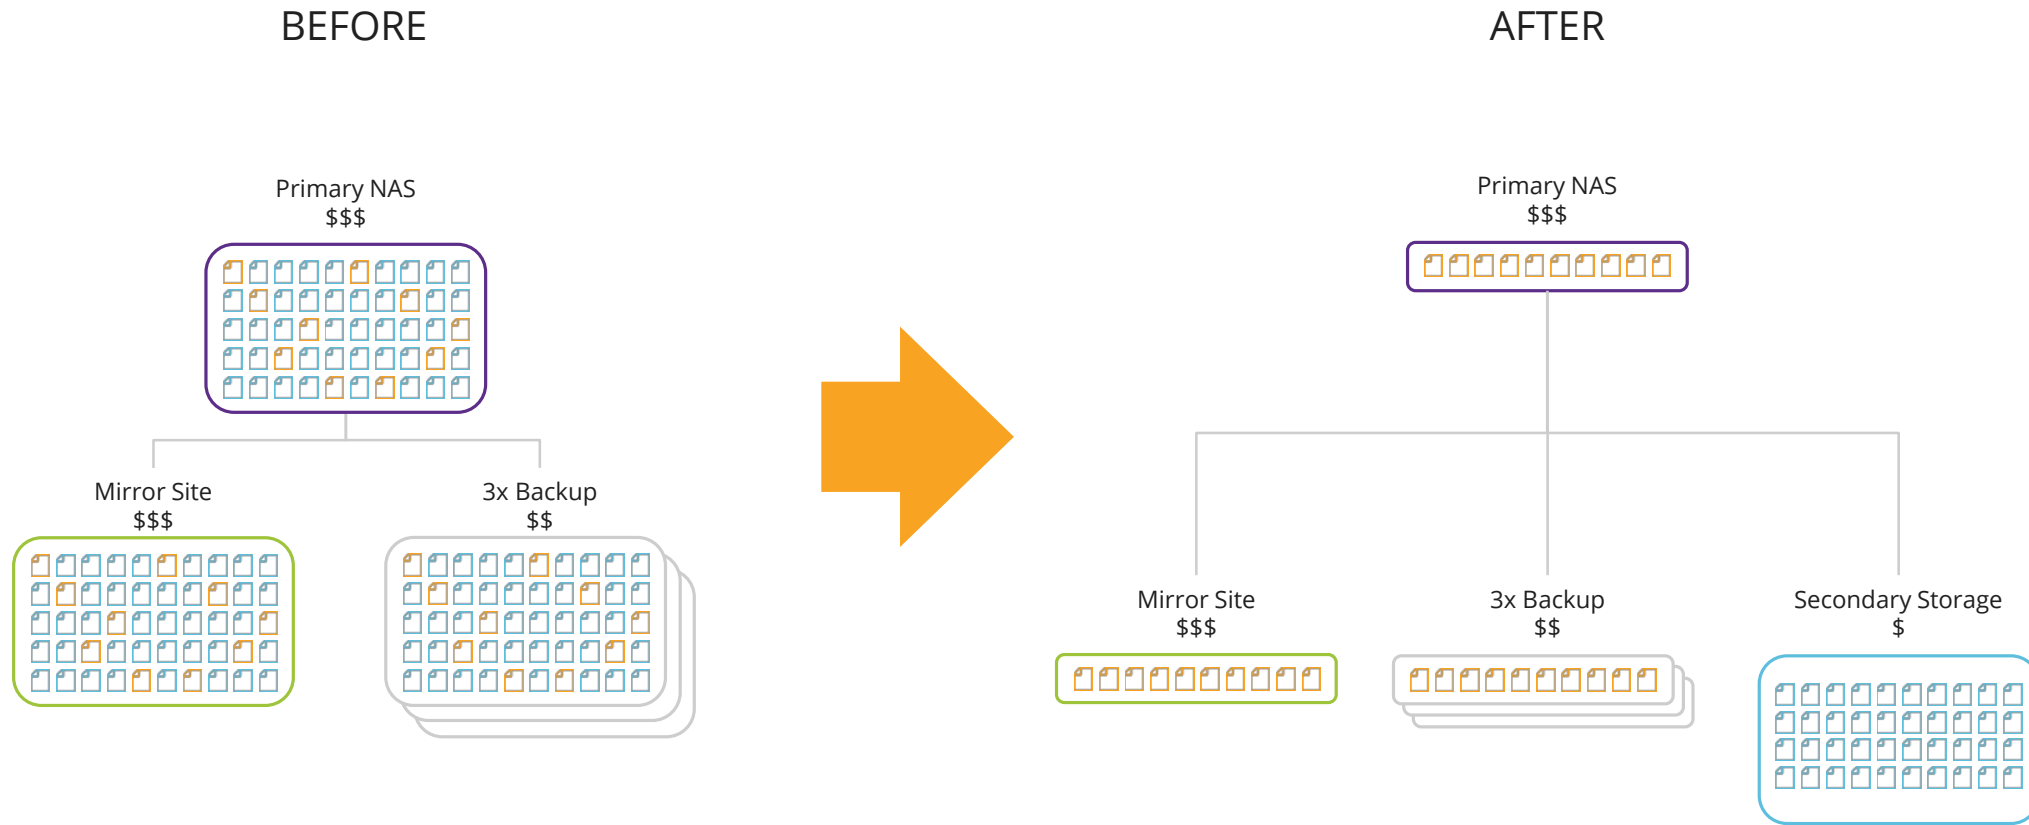 BEFORE
Primary NAS
$$$
Mirror Site
$$$
3x Backup
$$
AFTER
Primary NAS
$$$
Mirror Site
$$$
3x Backup
$$
Secondary Storage
$